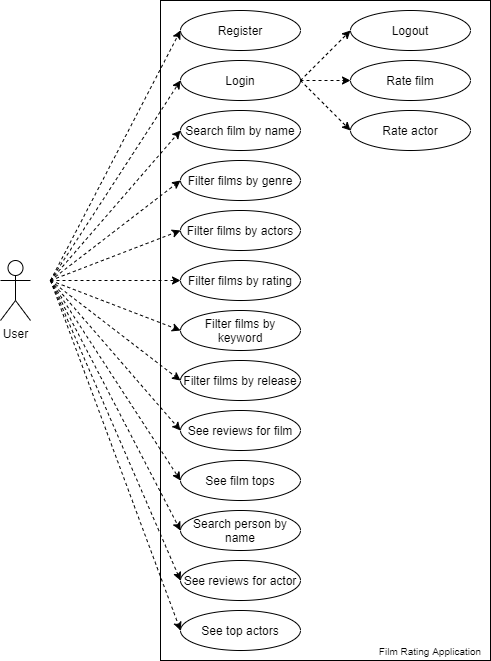 Register
Logout
Login
Rate film
Search film by name
Rate actor
Filter films by genre
Filter films by actors
Filter films by rating
User
Filter films by
keyword
Filter films by release
See reviews for film
See film tops
Search person by
name
See reviews for actor
See top actors
Film Rating Application